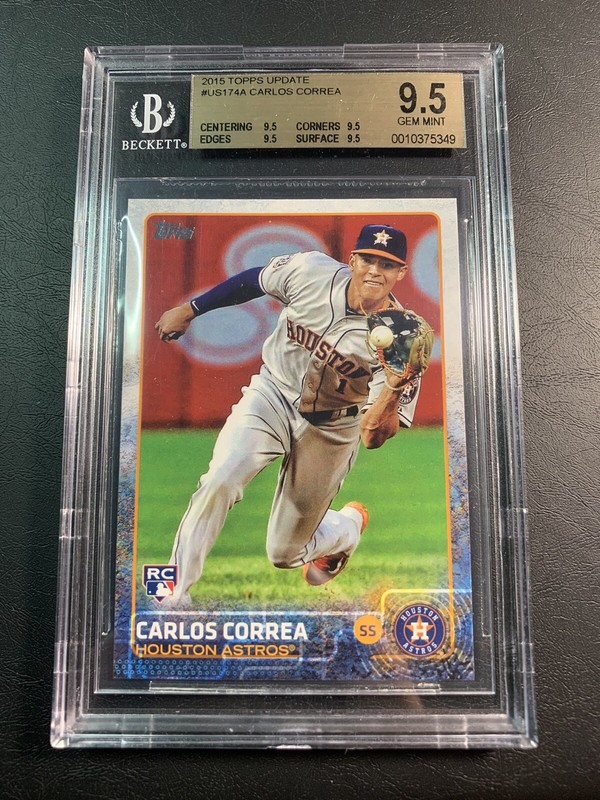 2015 TOPPS UPDATE
#US174A CARLOS CORREA
9.5
GEM MINT
CENTERING 9.5 CORNERS 9.5
EDGES 9.5 SURFACE 9.5
0010375349
B
BECKETT®
Topps
HOUSTON
1
RC
CARLOS CORREA
SS
HOUSTON ASTROS®
HOUSTON
ASTROS